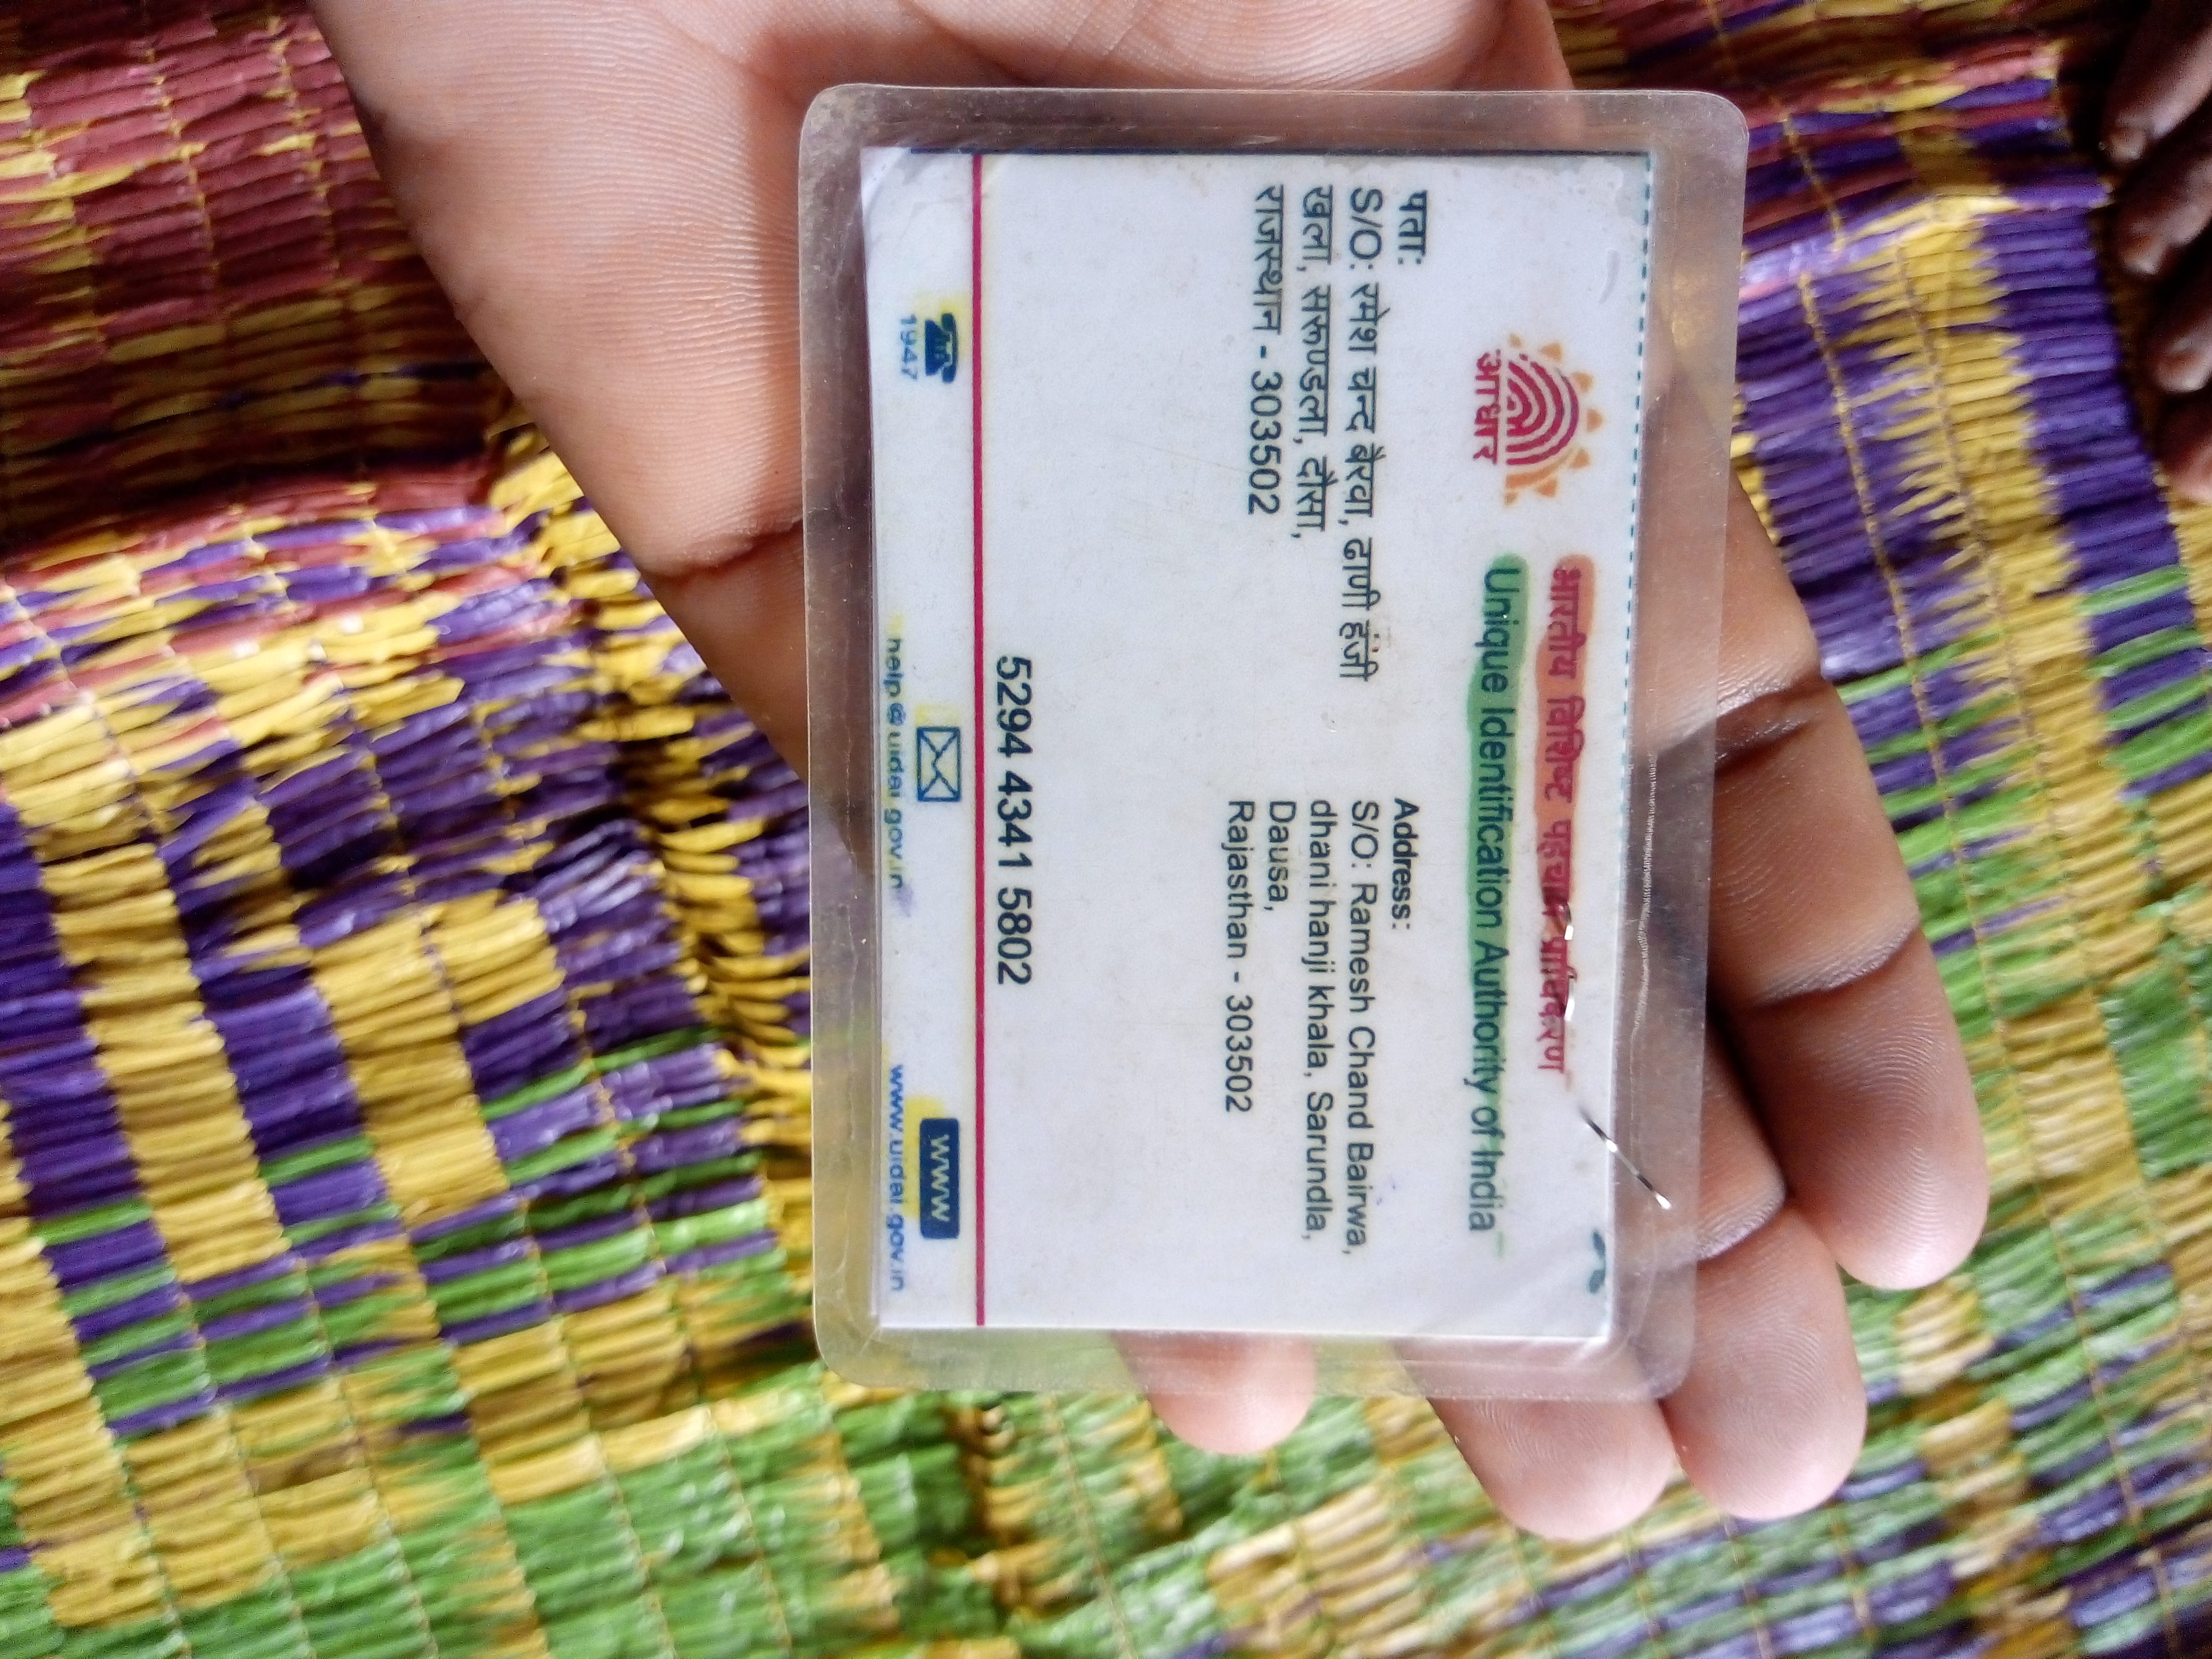 आधार
भारतीय विशिष्ट पहचान प्राधिकरण
Unique Identification Authority of India
पता:
S/O: रमेश चन्द बैरवा, ढाणी हंजी
खला, सरूण्डला, दौसा,
राजस्थान - 303502
Address:
S/O: Ramesh Chand Bairwa,
dhani hanji khala, Sarundla,
Dausa,
Rajasthan - 303502
5294 4341 5802
1947
help@uidai.gov.in
WWW
www.uidai.gov.in